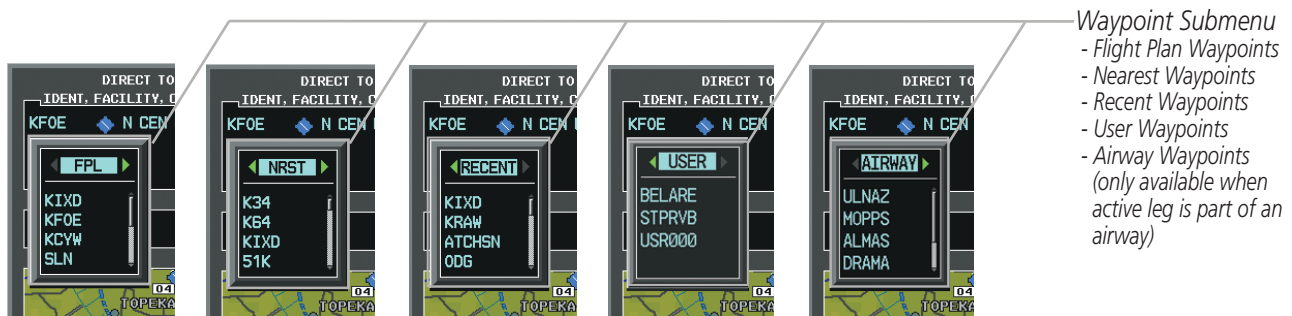 Waypoint Submenu
- Flight Plan Waypoints
- Nearest Waypoints
- Recent Waypoints
- User Waypoints
- Airway Waypoints
(only available when
active leg is part of an
airway)
DIRECT TO
IDENT, FACILITY,
KFOE N CEN
FPL
KIXD
KFOE
KCYW
SLN
04
TOPEKA
DIRECT TO
IDENT, FACILITY,
KFOE N CEN
NRST
K34
K64
KIXD
51K
04
TOPEKA
DIRECT TO
IDENT, FACILITY,
KFOE N CEN
RECENT
KIXD
KRAW
ATCHSN
ODG
04
TOPEKA
DIRECT TO
IDENT, FACILITY,
KFOE N CEN
USER
BELARE
STPRVB
USR000
04
TOPEKA
DIRECT TO
IDENT, FACILITY,
KFOE N CEN
AIRWAY
ULNAZ
MOPPS
ALMAS
DRAMA
04
TOPEKA